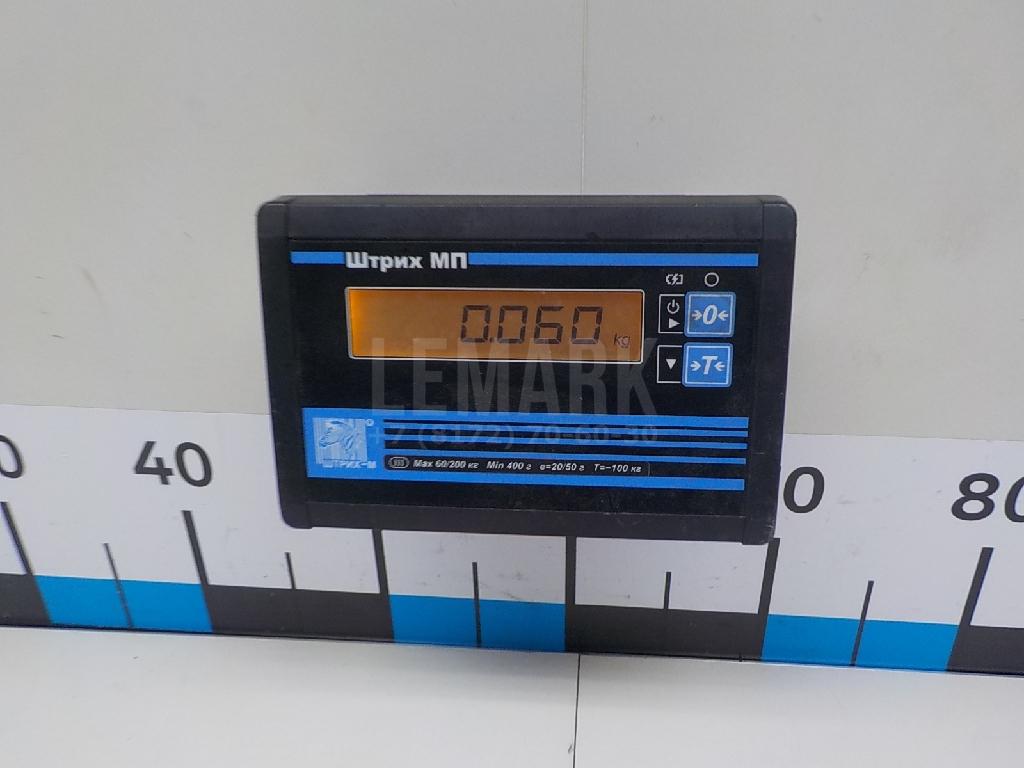 Штрих МП
0.060 kg
→0←
→T←
LEMARK
+7 (8172) 70-60-30
ШТРИХ-М
Max 60/200 кг Min 400 г e=20/50 г T=-100 кг
0 40 0 80